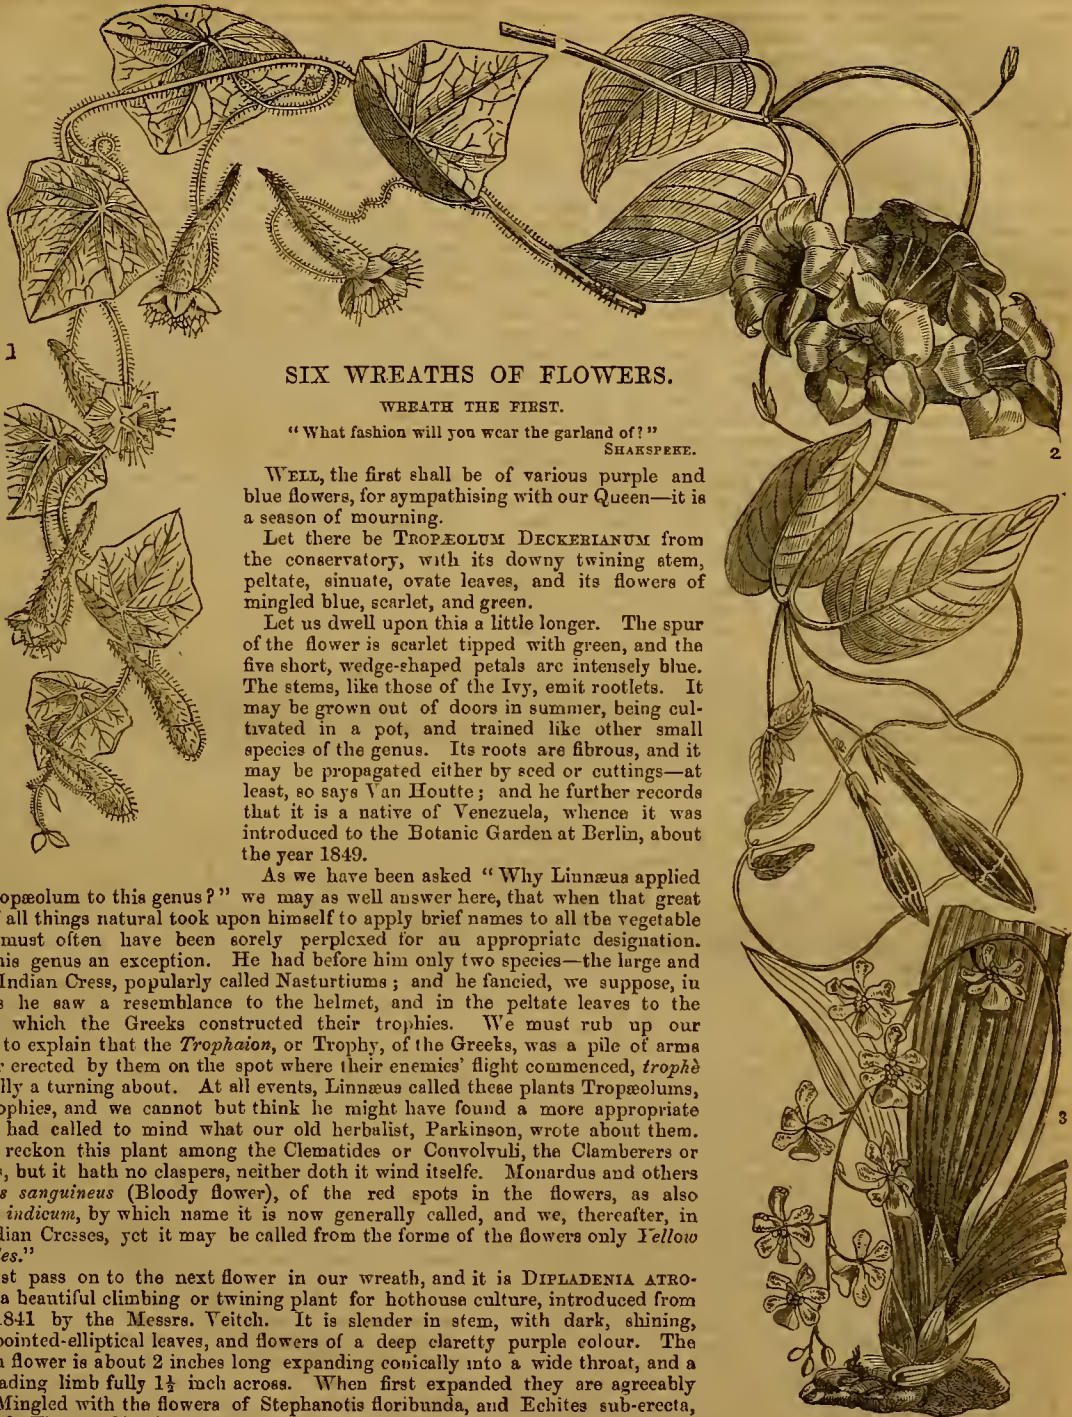 1
SIX WREATHS OF FLOWERS.
WREATH THE FIRST.
“What fashion will you wear the garland of?”
SHAKSPERE.
2
WELL, the first shall be of various purple and
blue flowers, for sympathising with our Queen—it is
a season of mourning.
Let there be TROPÆOLUM DECKERIANUM from
the conservatory, with its downy twining stem,
peltate, sinuate, ovate leaves, and its flowers of
mingled blue, scarlet, and green.
Let us dwell upon this a little longer. The spur
of the flower is scarlet tipped with green, and the
five short, wedge-shaped petals are intensely blue.
The stems, like those of the Ivy, emit rootlets. It
may be grown out of doors in summer, being cul-
tivated in a pot, and trained like other small
species of the genus. Its roots are fibrous, and it
may be propagated either by seed or cuttings—at
least, so says Van Houtte; and he further records
that it is a native of Venezuela, whence it was
introduced to the Botanic Garden at Berlin, about
the year 1849.
As we have been asked “Why Linnæus applied
opæolum to this genus?” we may as well answer here, that when that great
all things natural took upon himself to apply brief names to all the vegetable
must often have been sorely perplexed for an appropriate designation.
his genus an exception. He had before him only two species—the large and
Indian Cress, popularly called Nasturtiums; and he fancied, we suppose, in
s he saw a resemblance to the helmet, and in the peltate leaves to the
which the Greeks constructed their trophies. We must rub up our
to explain that the Trophaion, or Trophy, of the Greeks, was a pile of arms
r erected by them on the spot where their enemies’ flight commenced, trophè
lly a turning about. At all events, Linnæus called these plants Tropæolums,
ophies, and we cannot but think he might have found a more appropriate
had called to mind what our old herbalist, Parkinson, wrote about them.
reckon this plant among the Clematides or Convolvuli, the Clamberers or
s, but it hath no claspers, neither doth it wind itselfe. Monardus and others
s sanguineus (Bloody flower), of the red spots in the flowers, as also
indicum, by which name it is now generally called, and we, thereafter, in
dian Cresses, yet it may be called from the forme of the flowers only Yellow
es.”
st pass on to the next flower in our wreath, and it is DIPLADENIA ATRO-
a beautiful climbing or twining plant for hothouse culture, introduced from
1841 by the Messrs. Veitch. It is slender in stem, with dark, shining,
pointed-elliptical leaves, and flowers of a deep claretty purple colour. The
flower is about 2 inches long expanding conically into a wide throat, and a
ading limb fully 1½ inch across. When first expanded they are agreeably
Mingled with the flowers of Stephanotis floribunda, and Echites sub-erecta,
3